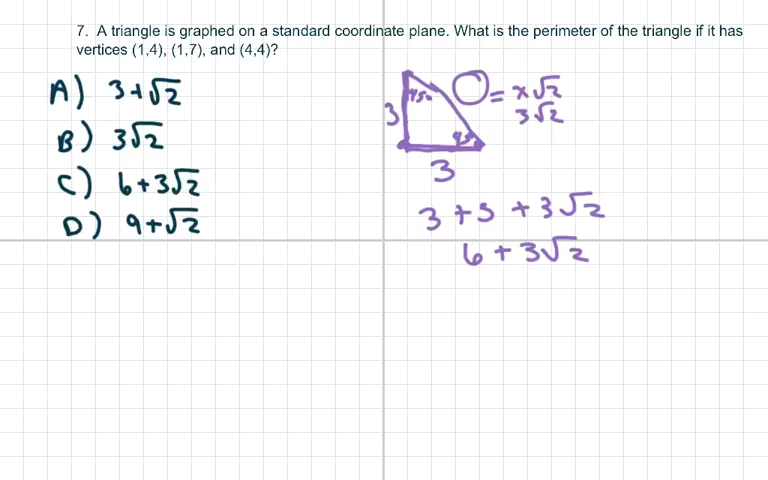 7. A triangle is graphed on a standard coordinate plane. What is the perimeter of the triangle if it has
vertices (1,4), (1,7), and (4,4)?
A) 3+√2
B) 3√2
C) 6+3√2
D) 9+√2
45°
= x√2
3√2
3
45
3
3 + 3 + 3√2
6 + 3√2